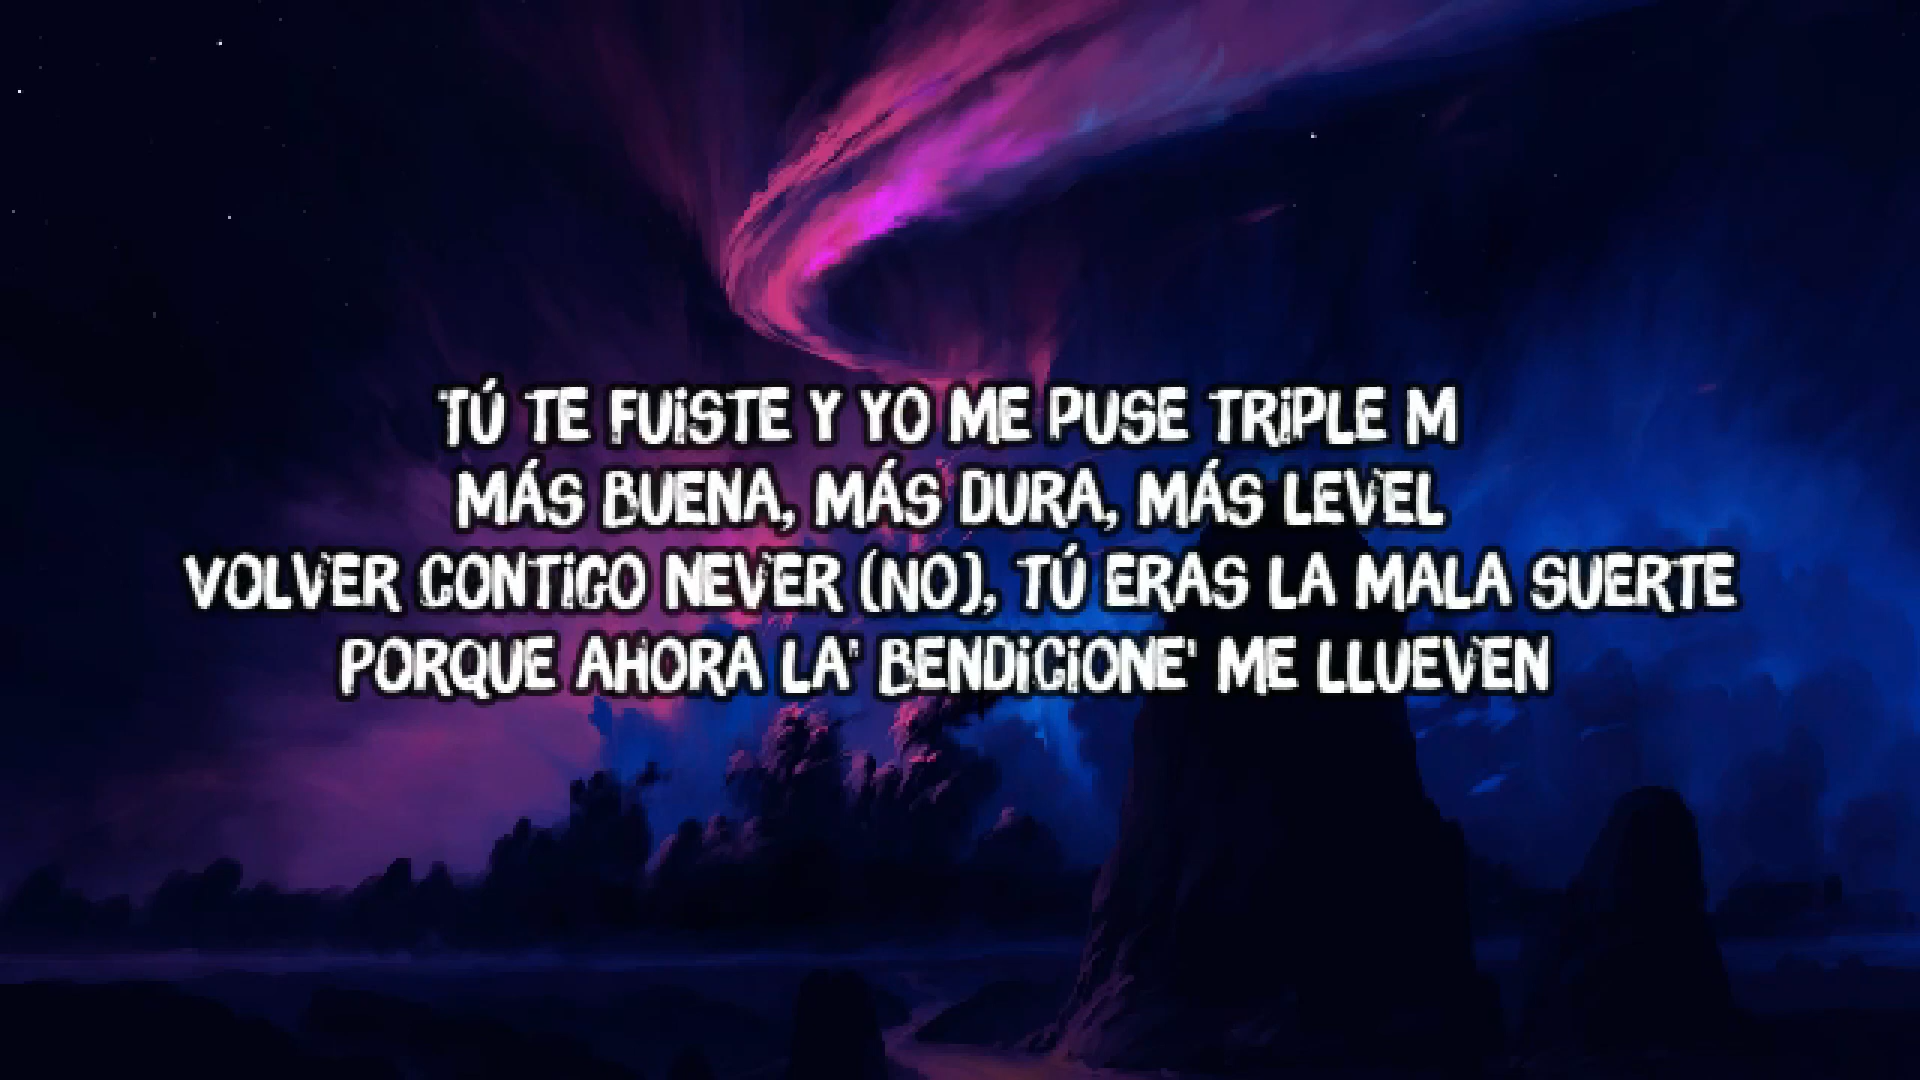 TÚ TE FUiSTE Y YO ME PUSE TRiPLE M
MÁS BUENA, MÁS DURA, MÁS LEVEL
VOLVER CONTiGO NEVER (NO), TÚ ERAS LA MALA SUERTE
PORQUE AHORA LA' BENDiCiONE' ME LLUEVEN